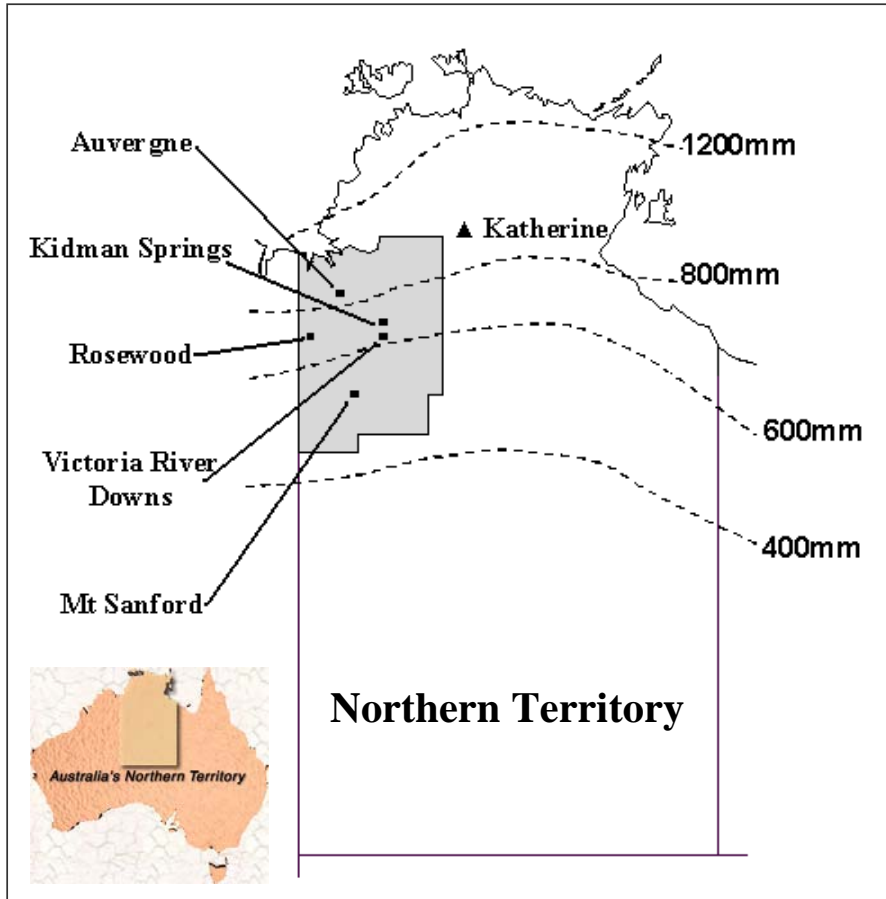 1200mm
Auvergne
Kidman Springs
▲ Katherine
800mm
Rosewood
600mm
Victoria River
Downs
400mm
Mt Sanford
Northern Territory
Australia's Northern Territory